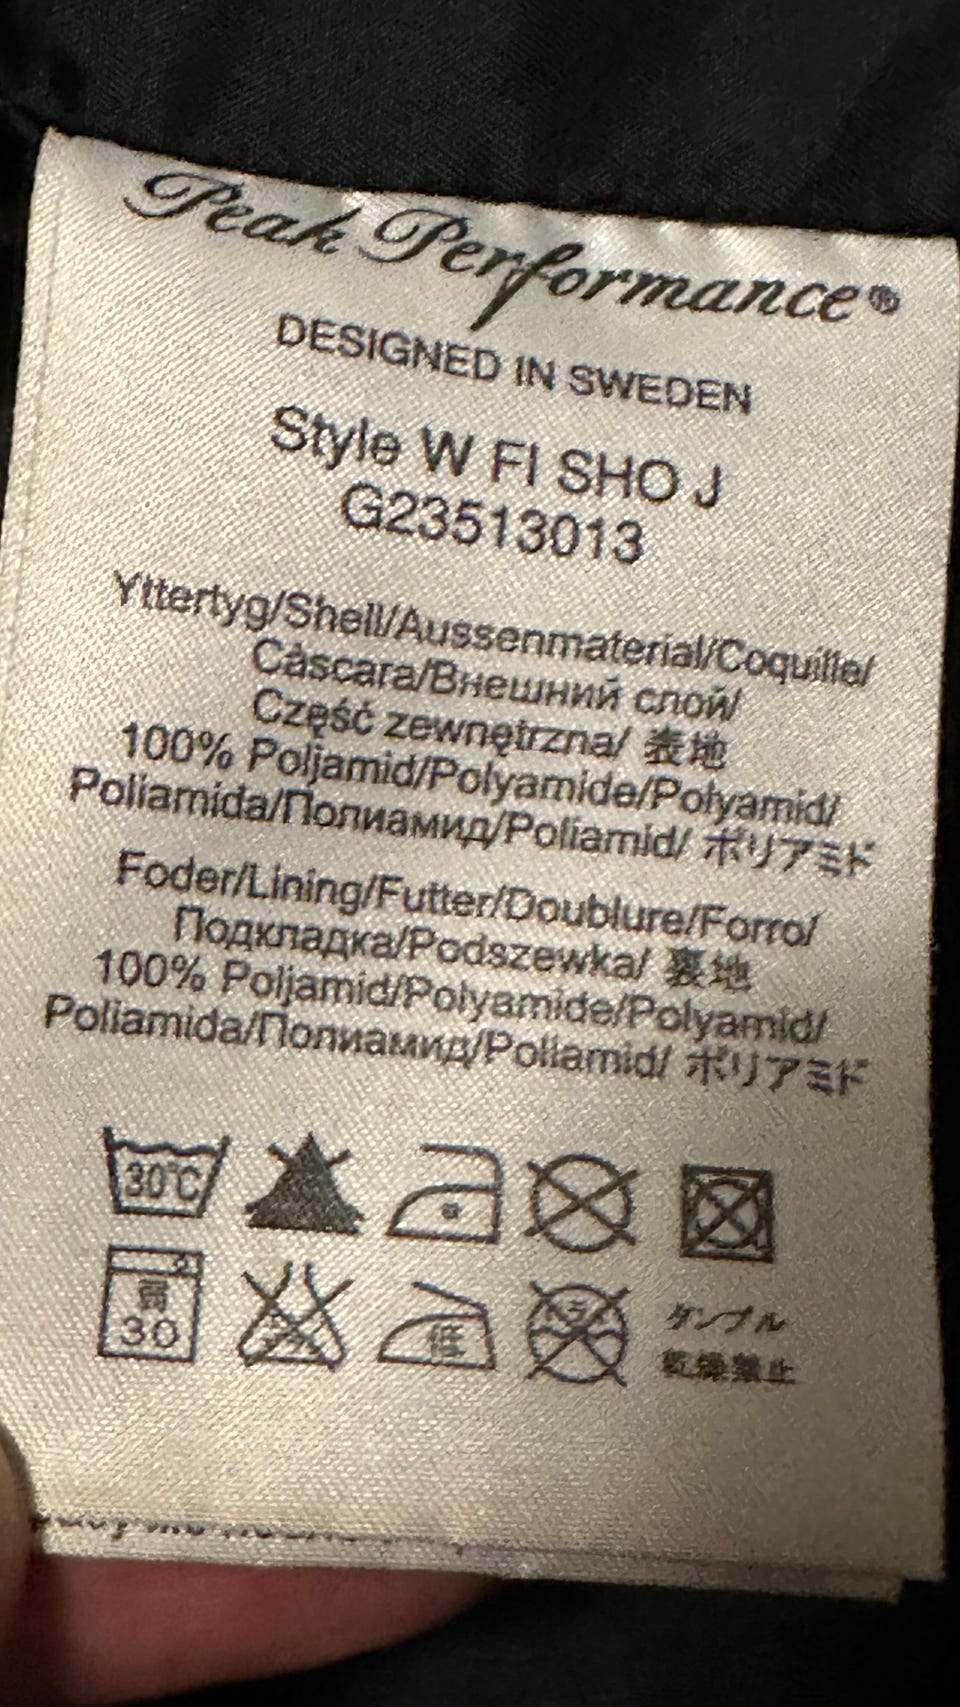 Peak Performance®
DESIGNED IN SWEDEN
Style W FI SHO J
G23513013
Yttertyg/Shell/Aussenmaterial/Coquille/
Càscara/Внешний слой/
Część zewnętrzna/ 表地
100% Poljamid/Polyamide/Polyamid/
Poliamida/Полиамид/Poliamid/ ポリアミド
Foder/Lining/Futter/Doublure/Forro/
Подкладка/Podszewka/ 裏地
100% Poljamid/Polyamide/Polyamid/
Poliamida/Полиамид/Poliamid/ ポリアミド
30℃
弱
30
低
タンブル
乾燥禁止